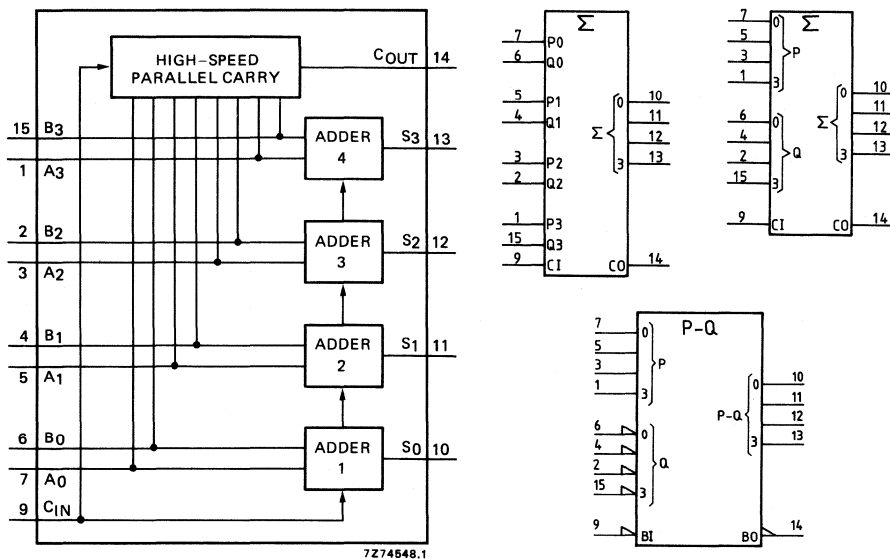 HIGH-SPEED
PARALLEL CARRY
COUT 14
15 B3
1 A3
ADDER
4
S3 13
2 B2
3 A2
ADDER
3
S2 12
4 B1
5 A1
ADDER
2
S1 11
6 B0
7 A0
ADDER
1
S0 10
9 CIN
7Z74548.1
Σ
7 P0
6 Q0
5 P1
4 Q1
3 P2
2 Q2
1 P3
15 Q3
9 CI
Σ
0 10
11
12
3 13
CO 14
Σ
7 0
5
3
1 3
P
6 0
4
2
15 3
Q
9 CI
Σ
0 10
11
12
3 13
CO 14
P-Q
7 0
5
3
1 3
P
6 0
4
2
15 3
Q
9 BI
P-Q
0 10
11
12
3 13
BO 14